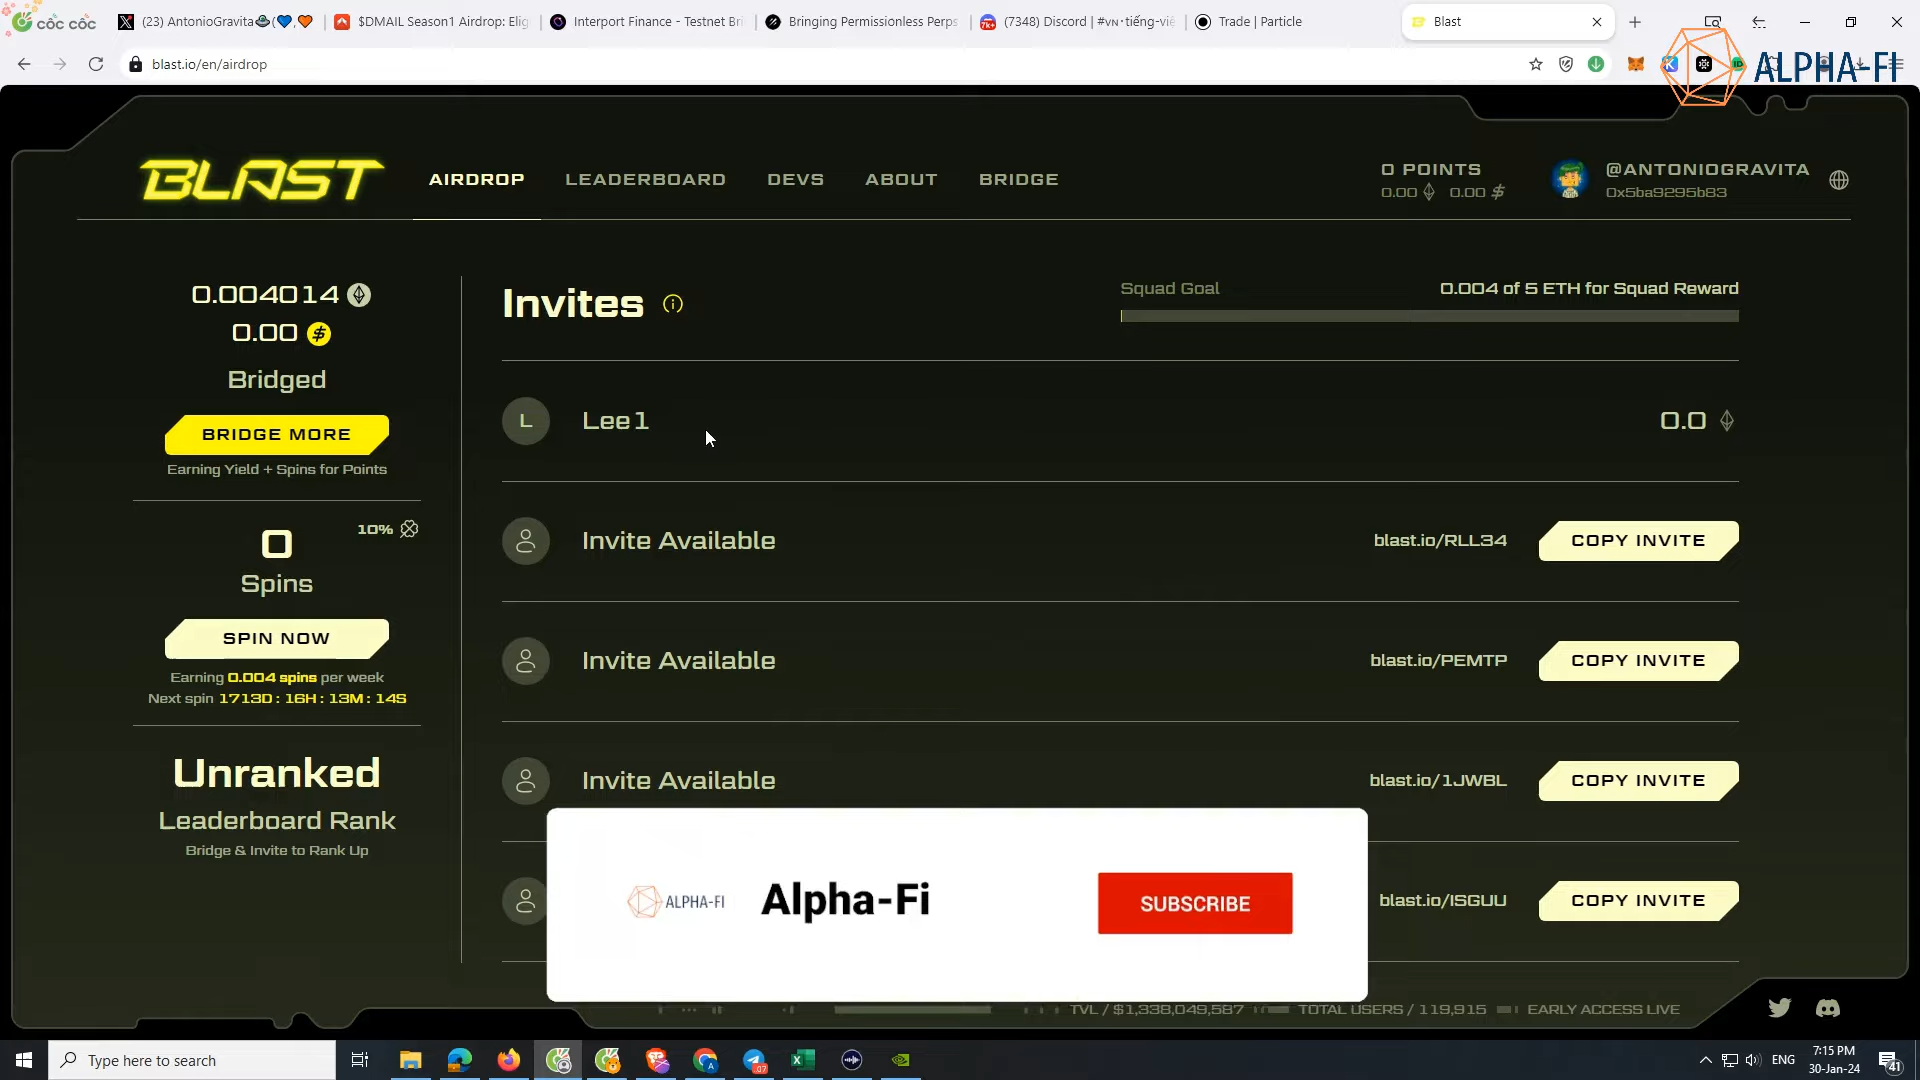 CỐC CỐC
(23) AntonioGravita
$DMAIL Season1 Airdrop: Elig
Interport Finance - Testnet Bri
Bringing Permissionless Perps
(7348) Discord | #VN・tiếng-việ
Trade | Particle
Blast
blast.io/en/airdrop
ALPHA-FI
BLAST
AIRDROP
LEADERBOARD
DEVS
ABOUT
BRIDGE
0 POINTS
0.00 0.00
@ANTONIOGRAVITA
0x5ba9295b83
0.004014
0.00
Bridged
BRIDGE MORE
Earning Yield + Spins for Points
10%
0
Spins
SPIN NOW
Earning 0.004 spins per week
Next spin 1713D : 16H : 13M : 14S
Unranked
Leaderboard Rank
Bridge & Invite to Rank Up
Invites
Squad Goal
0.004 of 5 ETH for Squad Reward
L
Lee1
0.0
Invite Available
blast.io/RLL34
COPY INVITE
Invite Available
blast.io/PEMTP
COPY INVITE
Invite Available
blast.io/1JWBL
COPY INVITE
blast.io/ISGUU
COPY INVITE
ALPHA-FI
Alpha-Fi
SUBSCRIBE
TVL / $1,338,049,587
TOTAL USERS / 119,915
EARLY ACCESS LIVE
Type here to search
ENG
7:15 PM
30-Jan-24
41